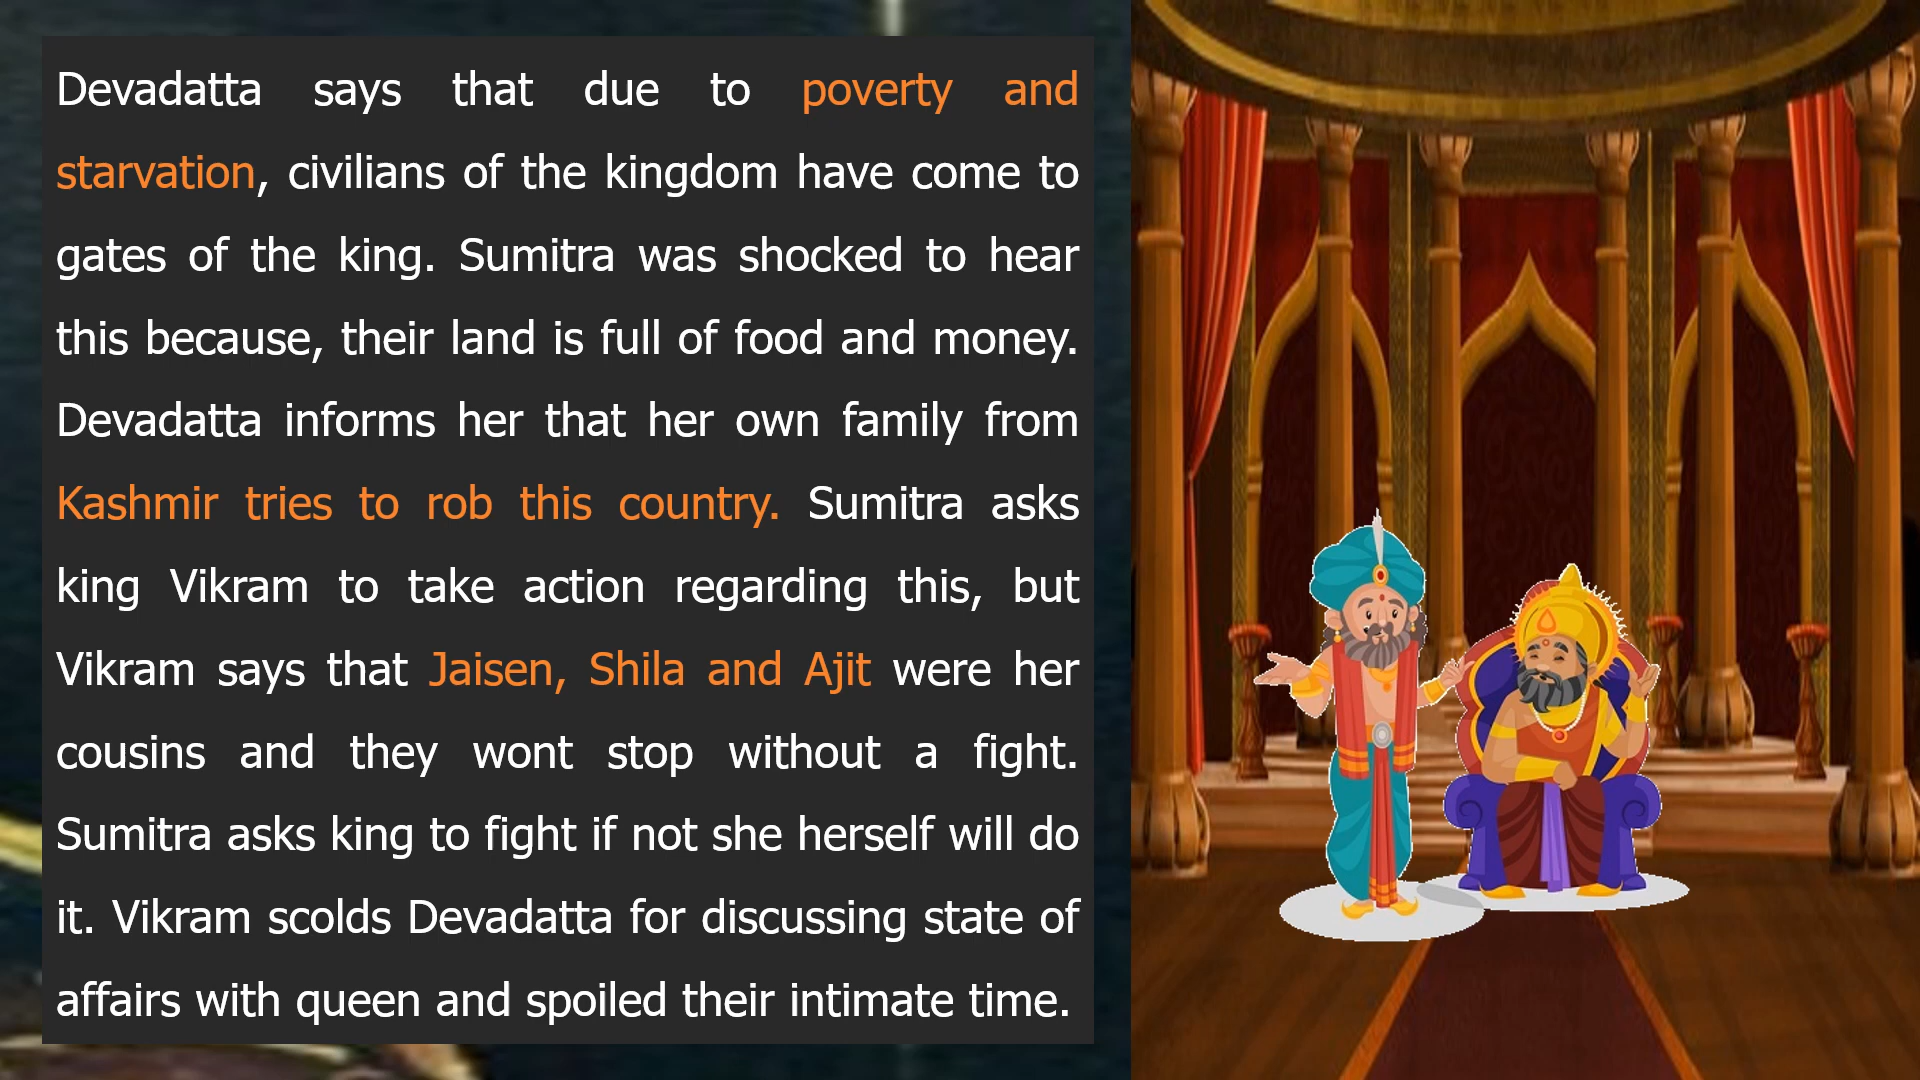 Devadatta says that due to poverty and
starvation, civilians of the kingdom have come to
gates of the king. Sumitra was shocked to hear
this because, their land is full of food and money.
Devadatta informs her that her own family from
Kashmir tries to rob this country. Sumitra asks
king Vikram to take action regarding this, but
Vikram says that Jaisen, Shila and Ajit were her
cousins and they wont stop without a fight.
Sumitra asks king to fight if not she herself will do
it. Vikram scolds Devadatta for discussing state of
affairs with queen and spoiled their intimate time.